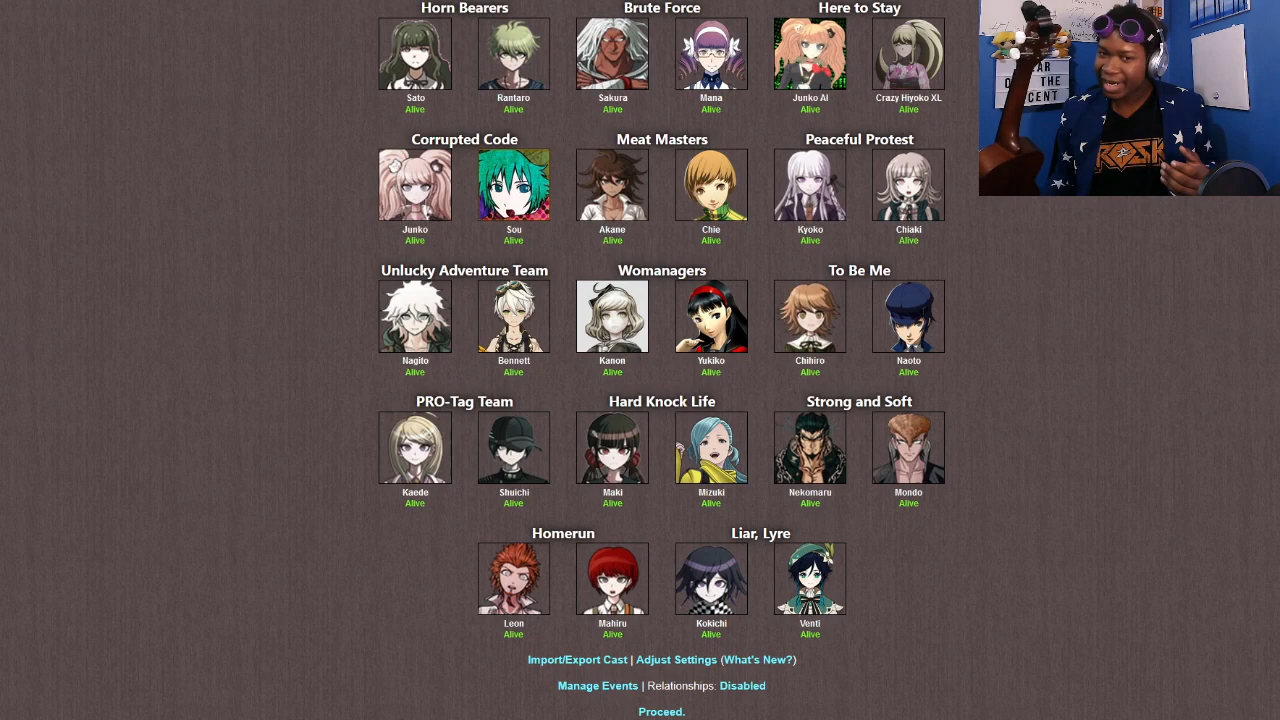 Horn Bearers Brute Force Here to Stay
Sato Rantaro Sakura Mana Junko AI Crazy Hiyoko XL
Alive Alive Alive Alive Alive Alive
Corrupted Code Meat Masters Peaceful Protest
Junko Sou Akane Chie Kyoko Chiaki
Alive Alive Alive Alive Alive Alive
Unlucky Adventure Team Womanagers To Be Me
Nagito Bennett Kanon Yukiko Chihiro Naoto
Alive Alive Alive Alive Alive Alive
PRO-Tag Team Hard Knock Life Strong and Soft
Kaede Shuichi Maki Mizuki Nekomaru Mondo
Alive Alive Alive Alive Alive Alive
Homerun Liar, Lyre
Leon Mahiru Kokichi Venti
Alive Alive Alive Alive
Import/Export Cast | Adjust Settings (What's New?)
Manage Events | Relationships: Disabled
Proceed.